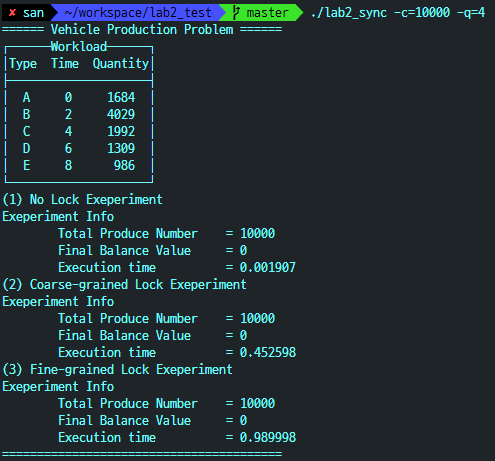 ✘ san ~/workspace/lab2_test master ./lab2_sync -c=10000 -q=4
====== Vehicle Production Problem ======
Workload
Type Time Quantity
A 0 1684
B 2 4029
C 4 1992
D 6 1309
E 8 986
(1) No Lock Exeperiment
Exeperiment Info
Total Produce Number = 10000
Final Balance Value = 0
Execution time = 0.001907
(2) Coarse-grained Lock Exeperiment
Exeperiment Info
Total Produce Number = 10000
Final Balance Value = 0
Execution time = 0.452598
(3) Fine-grained Lock Exeperiment
Exeperiment Info
Total Produce Number = 10000
Final Balance Value = 0
Execution time = 0.989998
========================================